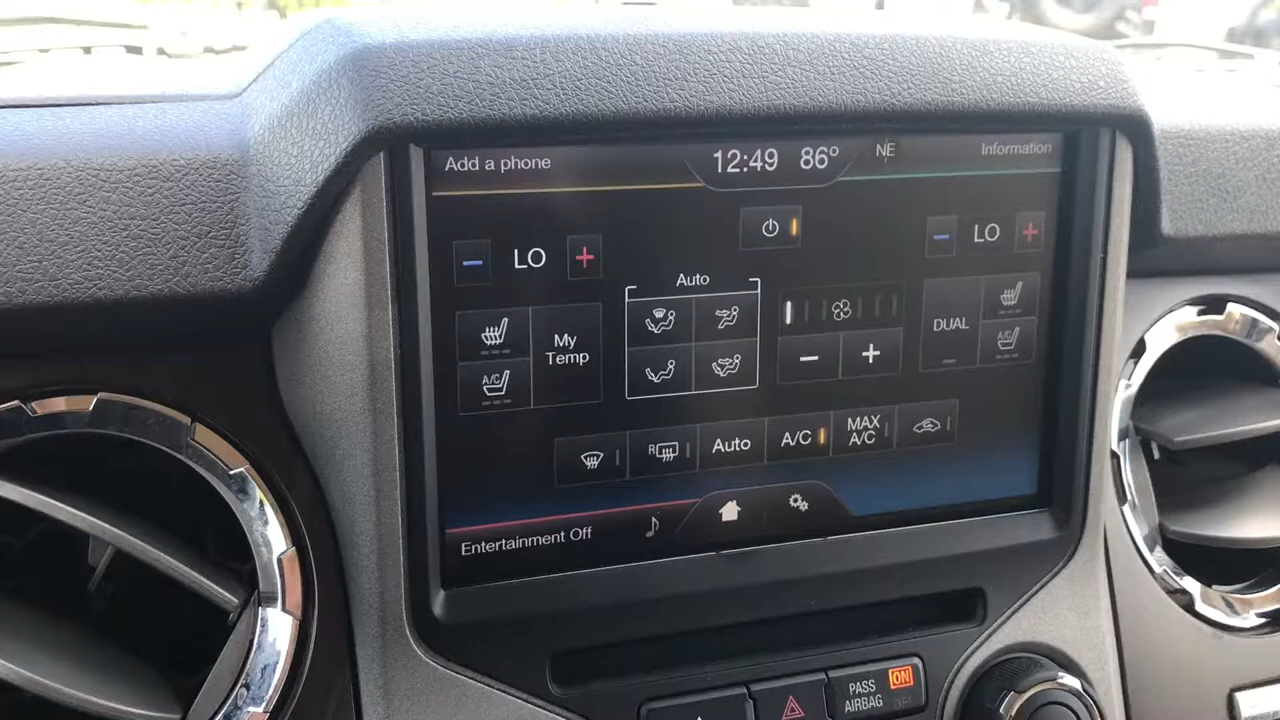 Add a phone
12:49 86° NE
Information
LO
LO
Auto
My
Temp
DUAL
A/C
A/C
R
Auto
A/C
MAX
A/C
Entertainment Off
PASS
AIRBAG
ON